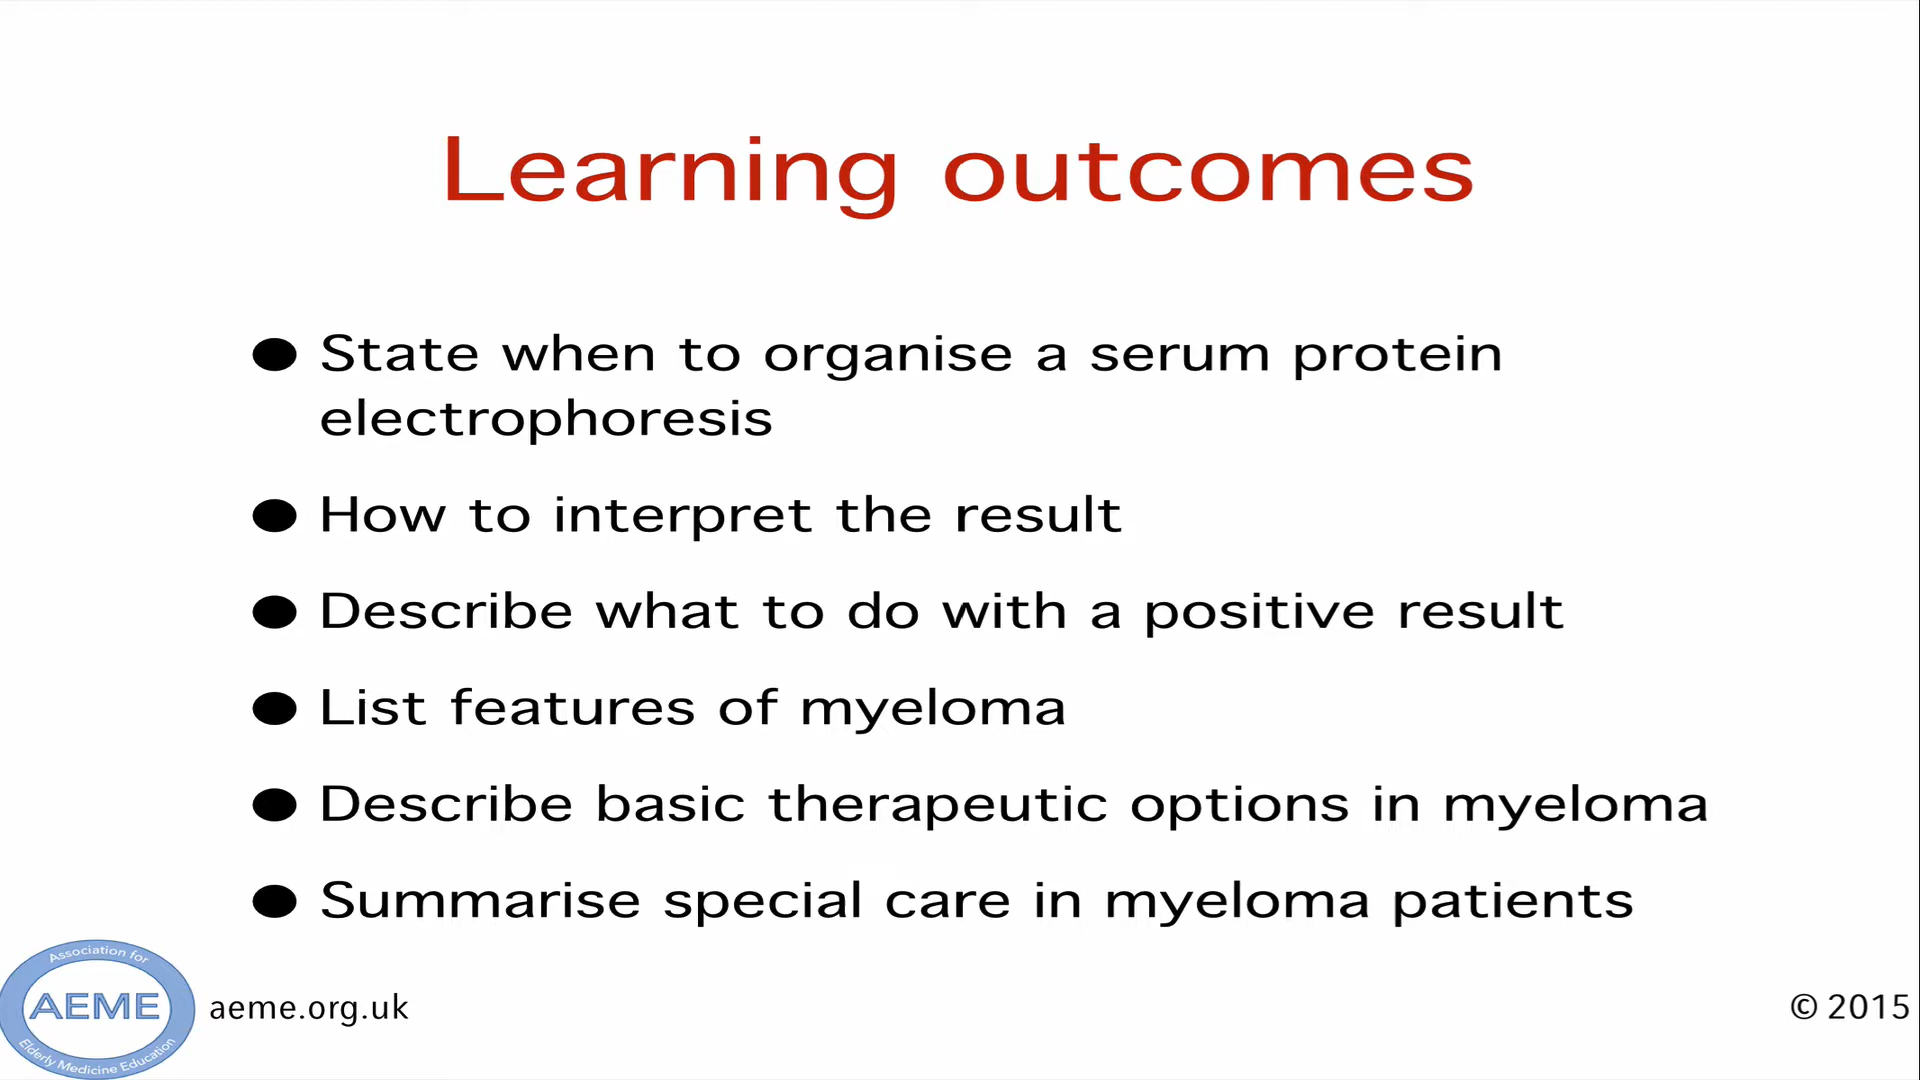 Learning outcomes
● State when to organise a serum protein
electrophoresis
● How to interpret the result
● Describe what to do with a positive result
● List features of myeloma
● Describe basic therapeutic options in myeloma
● Summarise special care in myeloma patients
Association for
AEME
Elderly Medicine Education
aeme.org.uk
© 2015